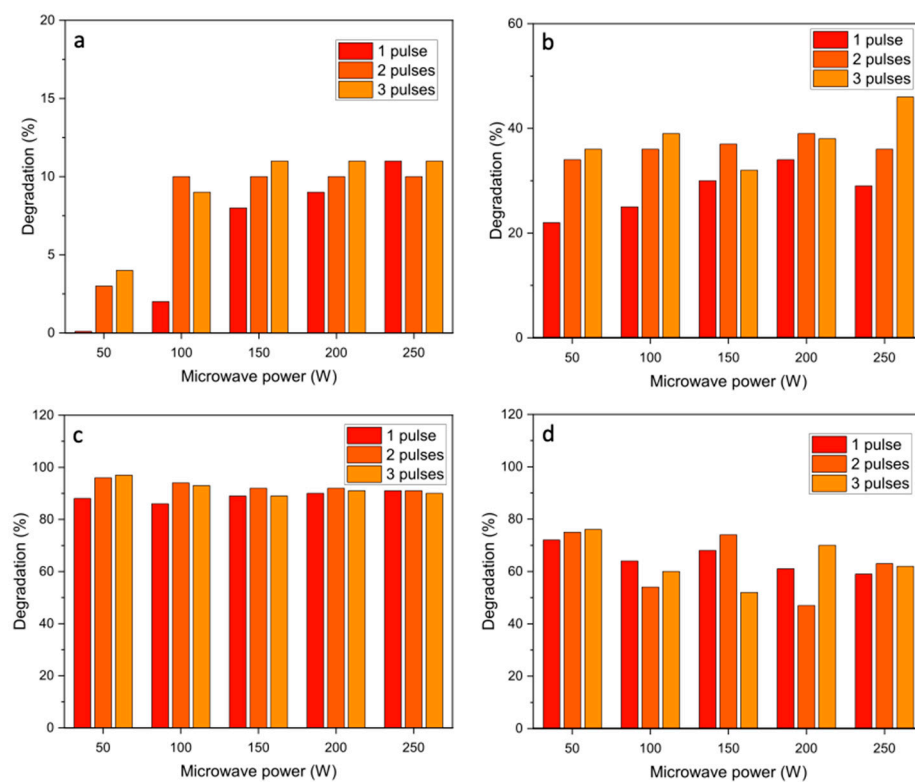 a
1 pulse
2 pulses
3 pulses
20
15
10
5
0
Degradation (%)
50 100 150 200 250
Microwave power (W)
b
1 pulse
2 pulses
3 pulses
60
40
20
0
Degradation (%)
50 100 150 200 250
Microwave power (W)
c
1 pulse
2 pulses
3 pulses
120
100
80
60
40
20
0
Degradation (%)
50 100 150 200 250
Microwave power (W)
d
1 pulse
2 pulses
3 pulses
120
100
80
60
40
20
0
Degradation (%)
50 100 150 200 250
Microwave power (W)